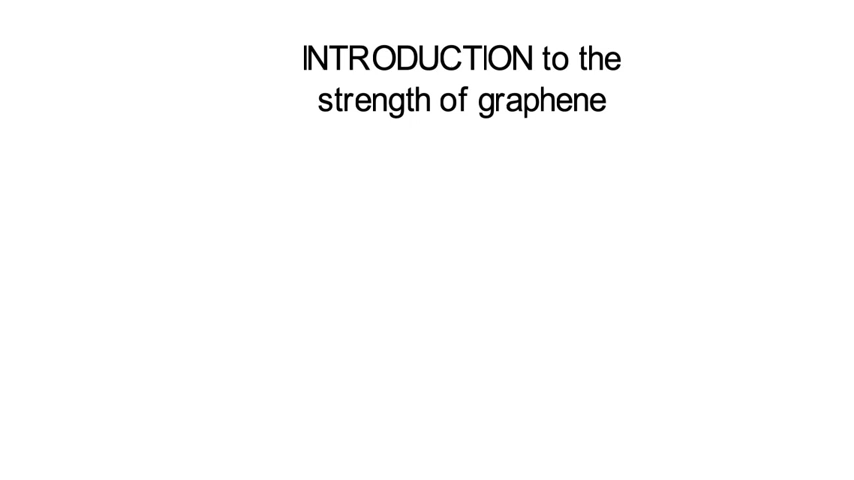 INTRODUCTION to the
strength of graphene